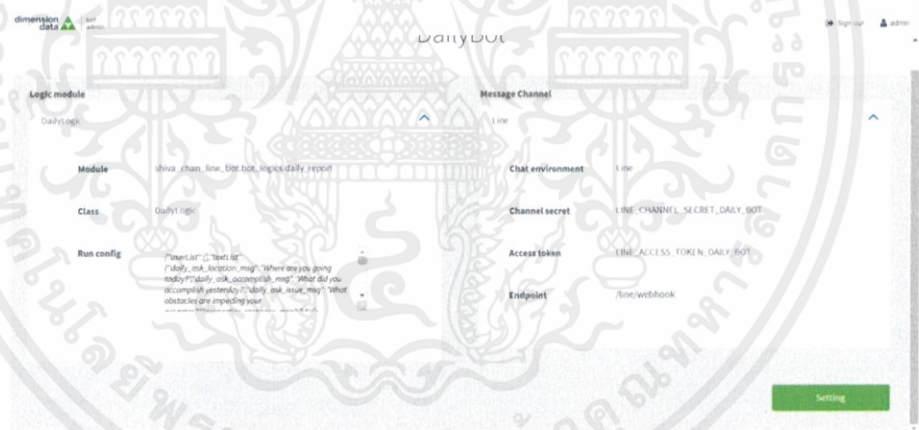 dimension data bot admin
Sign out admin
DailyBot
Logic module
DailyLogic
Module shiva_chan_line_bot.bot_logics.daily_report
Class DailyLogic
Run config {"userList": {}, "textList":
{"daily_ask_location_msg": "Where are you going
today?","daily_ask_accomplish_msg": "What did you
accomplish yesterday?","daily_ask_issue_msg": "What
obstacles are impeding your
Message Channel
Line
Chat environment Line
Channel secret LINE_CHANNEL_SECRET_DAILY_BOT
Access token LINE_ACCESS_TOKEN_DAILY_BOT
Endpoint /line/webhook
Setting